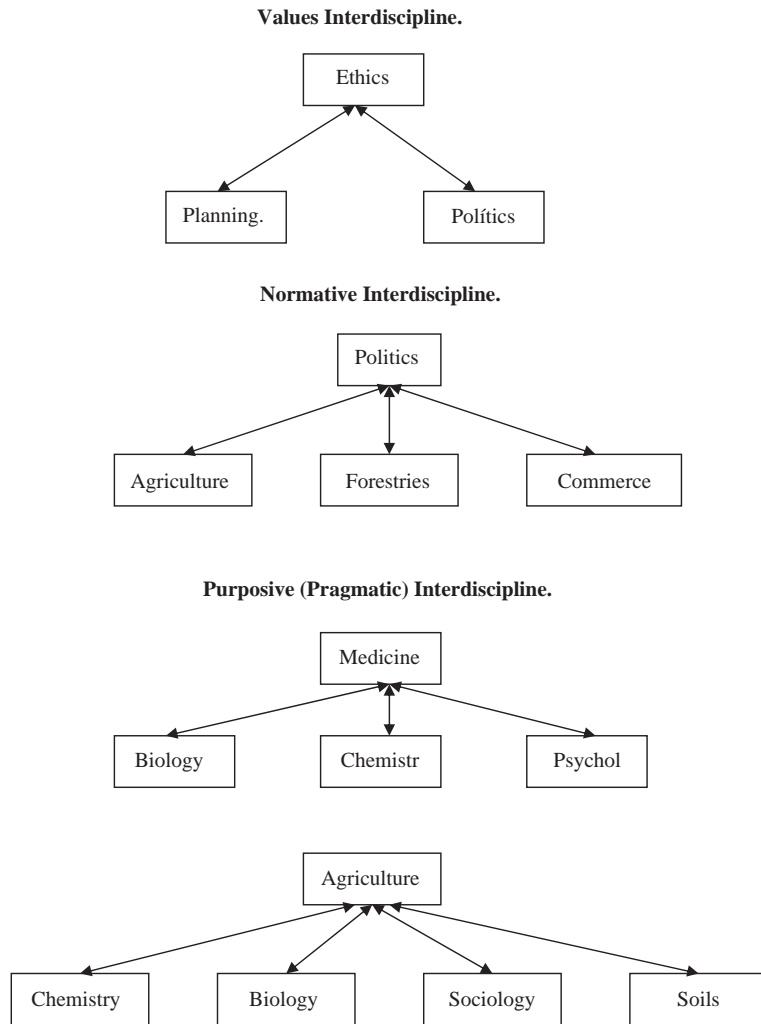 Values Interdiscipline.
Ethics
Planning. Polítics
Normative Interdiscipline.
Politics
Agriculture Forestries Commerce
Purposive (Pragmatic) Interdiscipline.
Medicine
Biology Chemistr Psychol
Agriculture
Chemistry Biology Sociology Soils